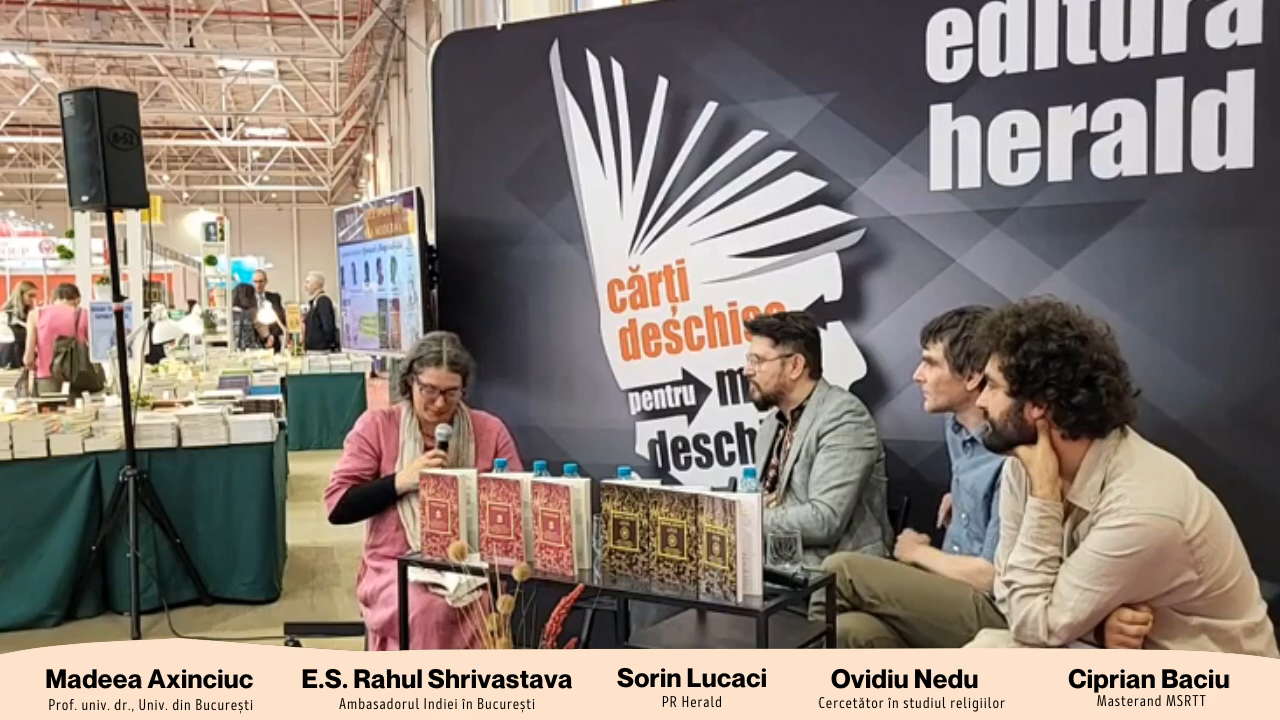 editura
herald
cărți
deschise
pentru
desch
Madeea Axinciuc
Prof. univ. dr., Univ. din București
E.S. Rahul Shrivastava
Ambasadorul Indiei în București
Sorin Lucaci
PR Herald
Ovidiu Nedu
Cercetător în studiul religiilor
Ciprian Baciu
Masterand MSRTT